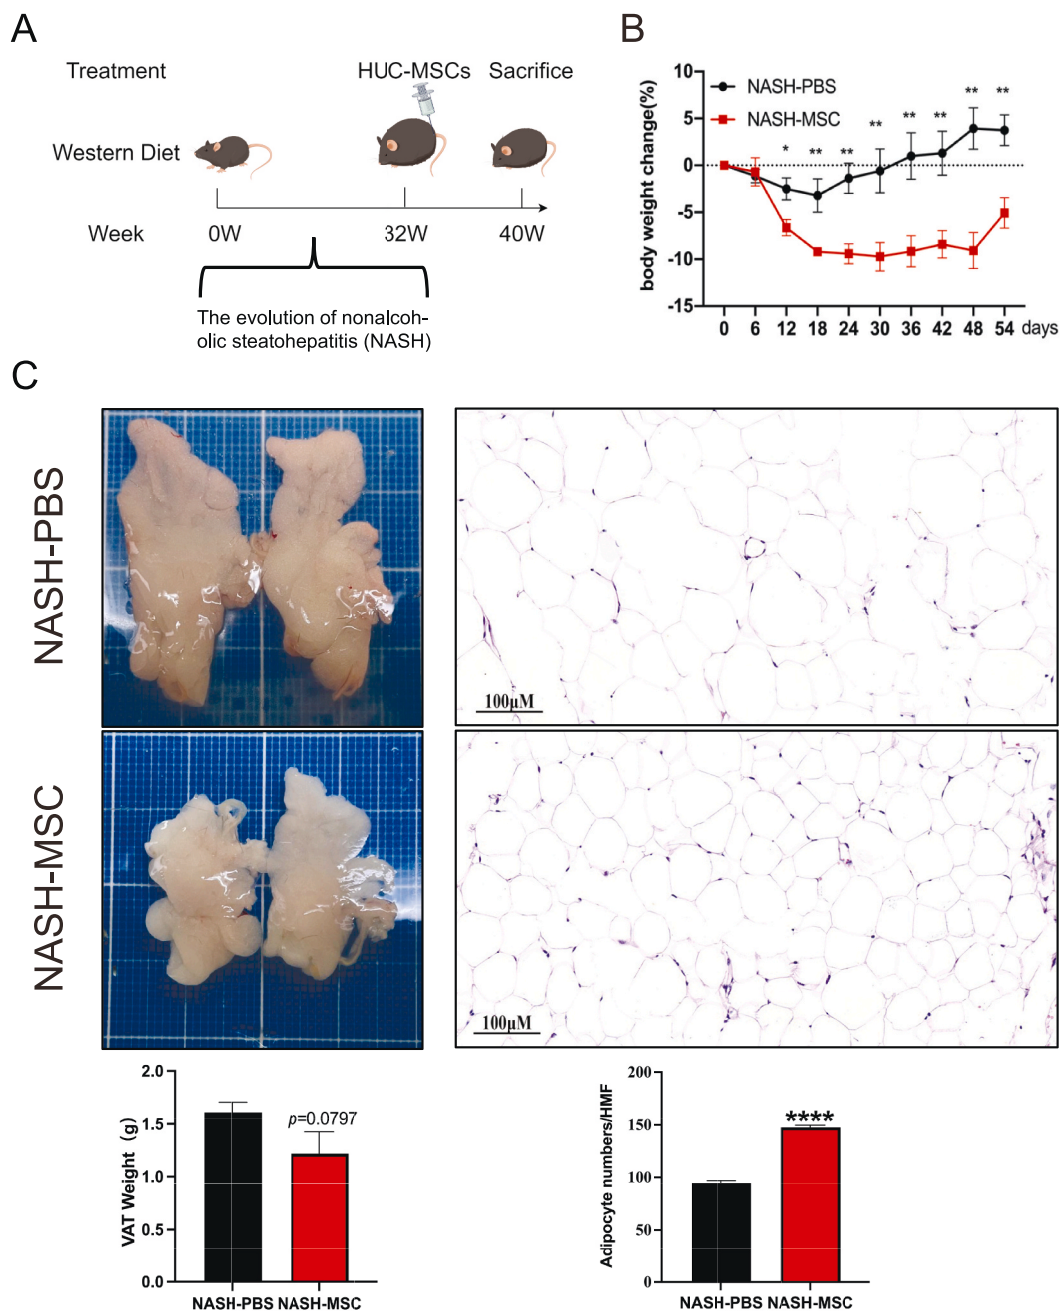 A
Treatment
HUC-MSCs
Sacrifice
Western Diet
Week
0W
32W
40W
The evolution of nonalcoh-
olic steatohepatitis (NASH)
B
NASH-PBS
NASH-MSC
body weight change(%)
10
5
0
-5
-10
-15
* ** ** ** ** ** ** **
0 6 12 18 24 30 36 42 48 54 days
C
NASH-PBS
100μM
NASH-MSC
100μM
VAT Weight (g)
2.0
1.5
1.0
0.5
0.0
p=0.0797
NASH-PBS NASH-MSC
Adipocyte numbers/HMF
200
150
100
50
0
****
NASH-PBS NASH-MSC